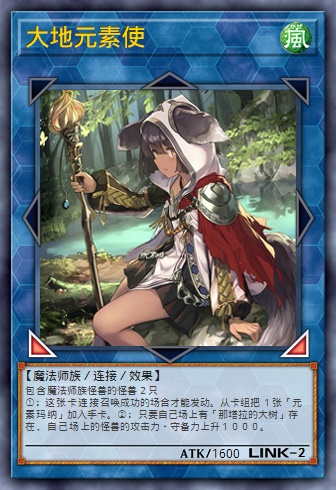 大地元素使
風
【魔法师族／连接／效果】
包含魔法师族怪兽的怪兽２只
①：这张卡连接召唤成功的场合才能发动。从卡组把１张「元
素玛纳」加入手卡。②：只要自己场上有「那塔拉的大树」存
在，自己场上的怪兽的攻击力·守备力上升１０００。
ATK/1600 LINK-2